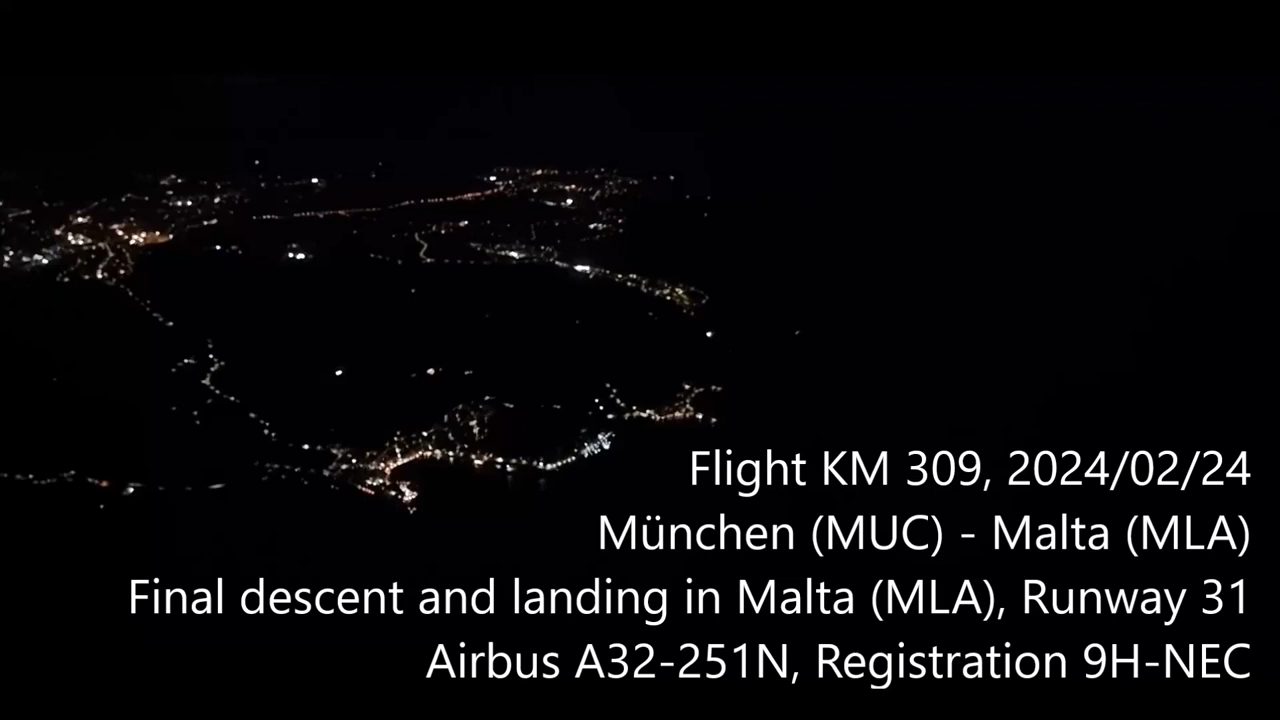 Flight KM 309, 2024/02/24
München (MUC) - Malta (MLA)
Final descent and landing in Malta (MLA), Runway 31
Airbus A32-251N, Registration 9H-NEC